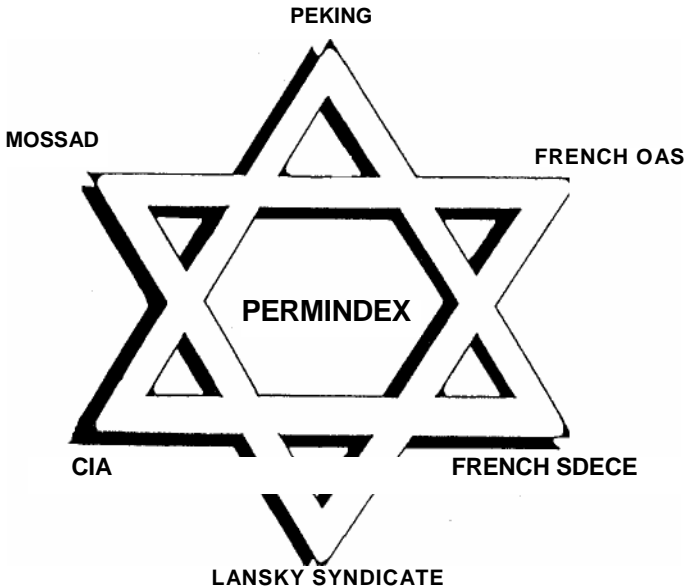 PEKING
MOSSAD
FRENCH OAS
PERMINDEX
CIA
FRENCH SDECE
LANSKY SYNDICATE